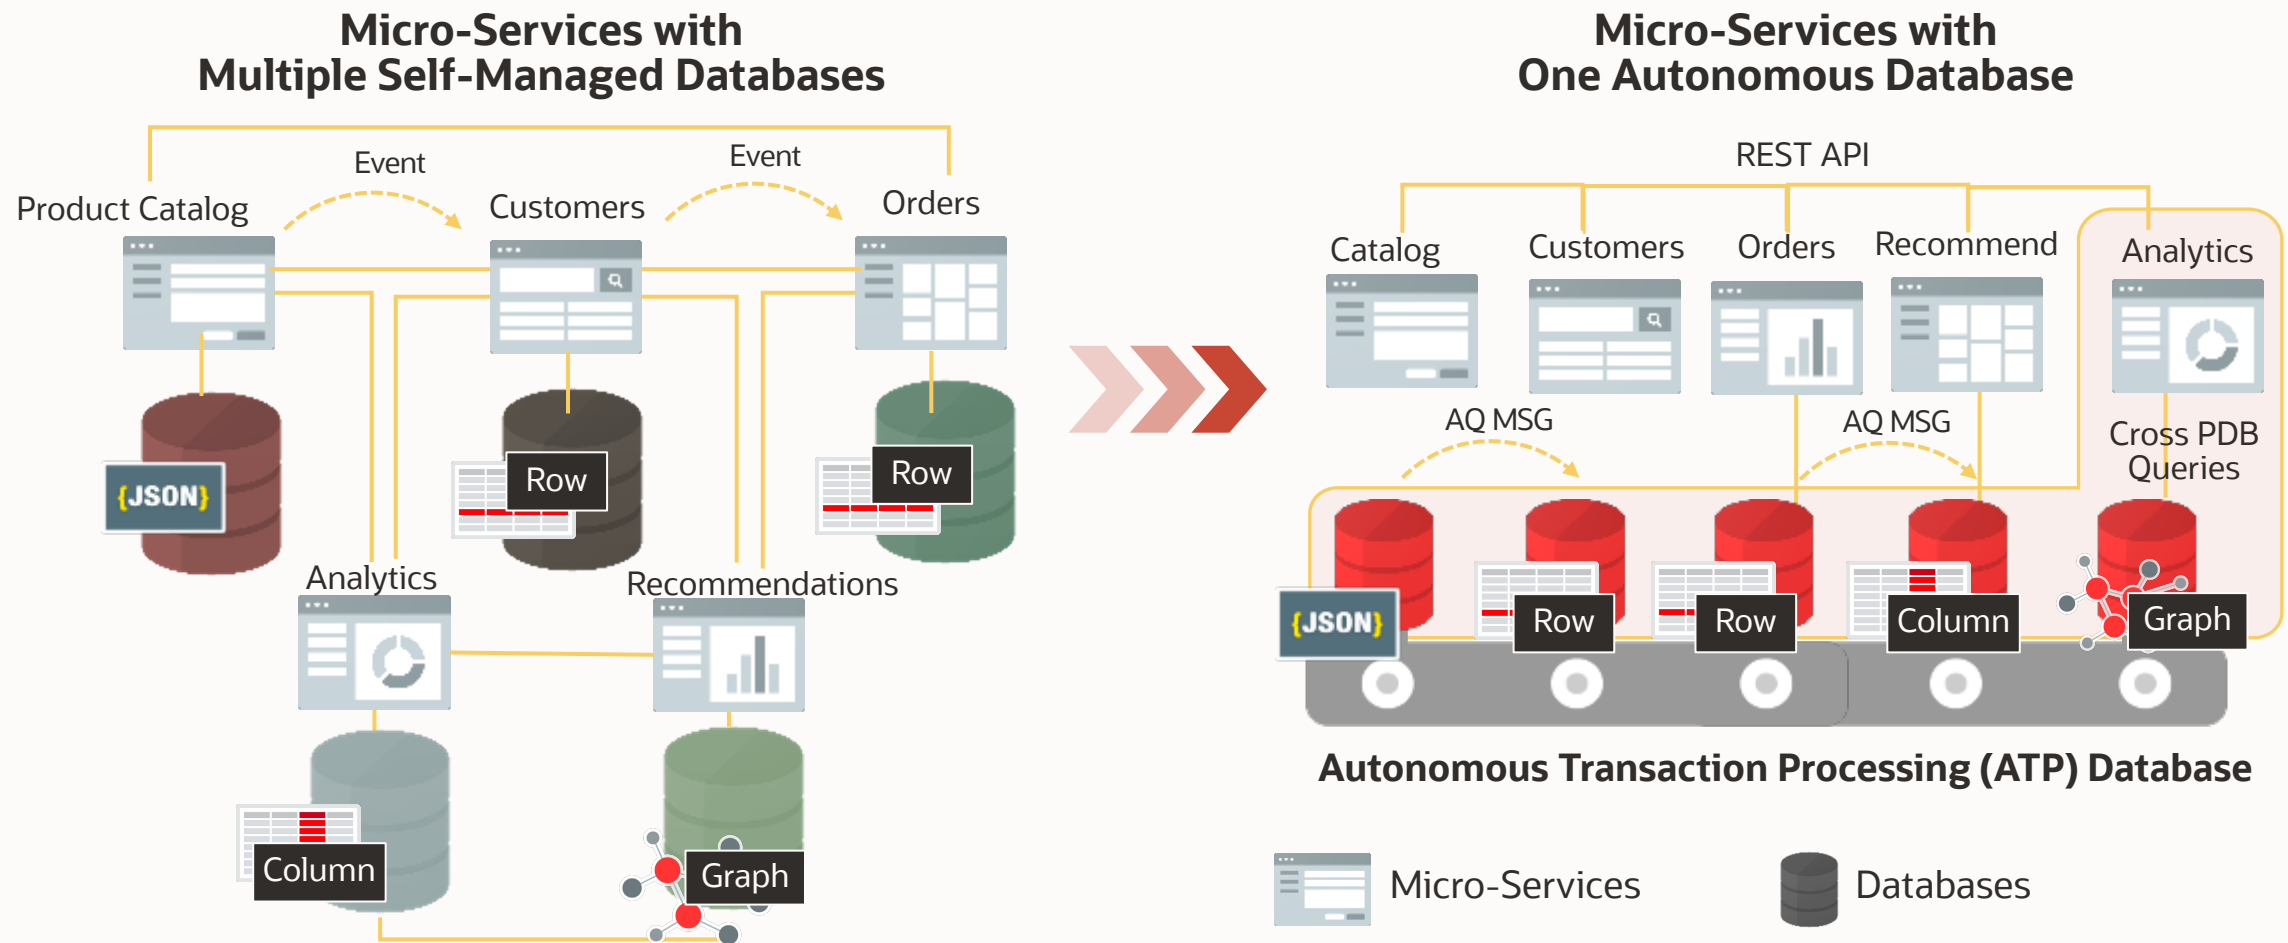 Micro-Services with
Multiple Self-Managed Databases
Event
Event
Product Catalog
Customers
Orders
{JSON}
Row
Row
Analytics
Recommendations
Column
Graph
Micro-Services with
One Autonomous Database
REST API
Catalog
Customers
Orders
Recommend
Analytics
AQ MSG
AQ MSG
Cross PDB
Queries
{JSON}
Row
Row
Column
Graph
Autonomous Transaction Processing (ATP) Database
Micro-Services
Databases